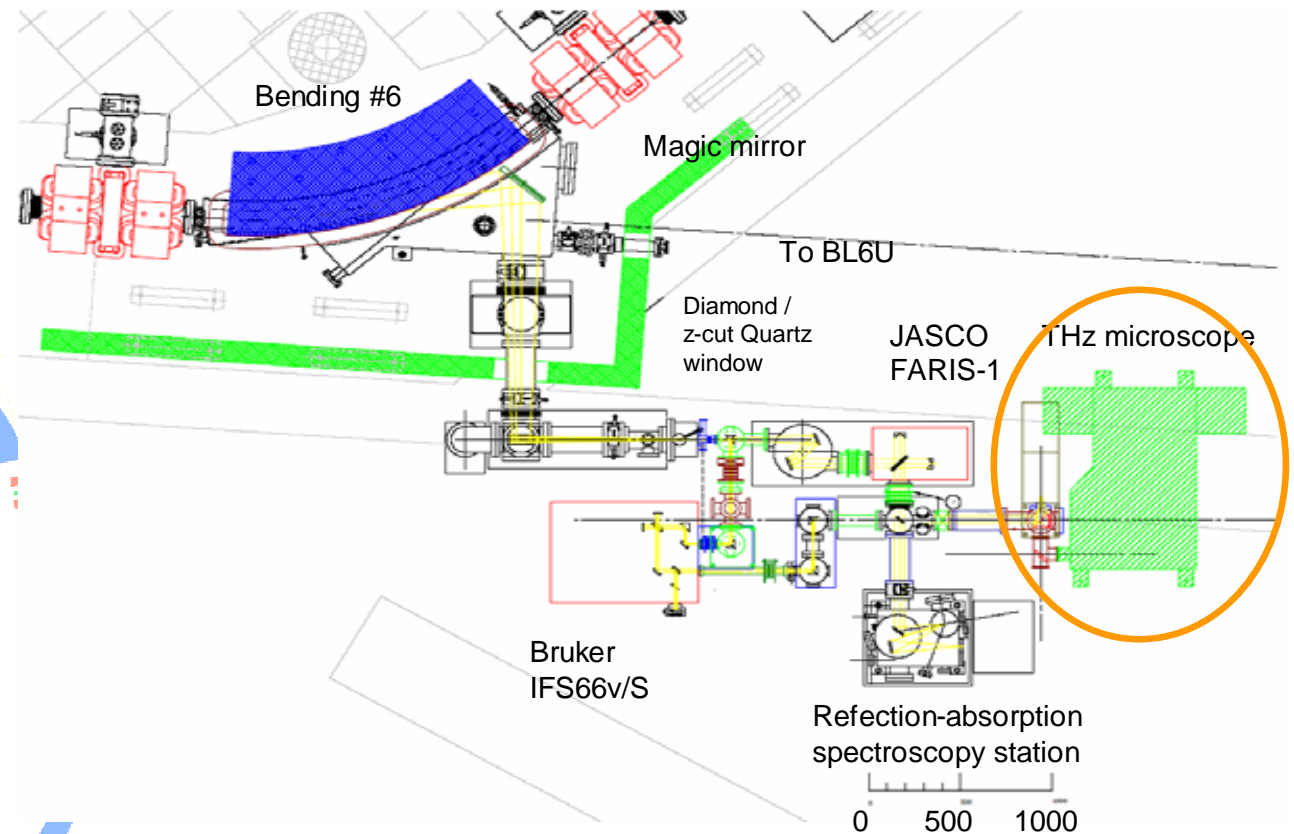 Bending #6
Magic mirror
To BL6U
Diamond /
z-cut Quartz
window
JASCO
FARIS-1
THz microscope
Bruker
IFS66v/S
Refection-absorption
spectroscopy station
0 500 1000